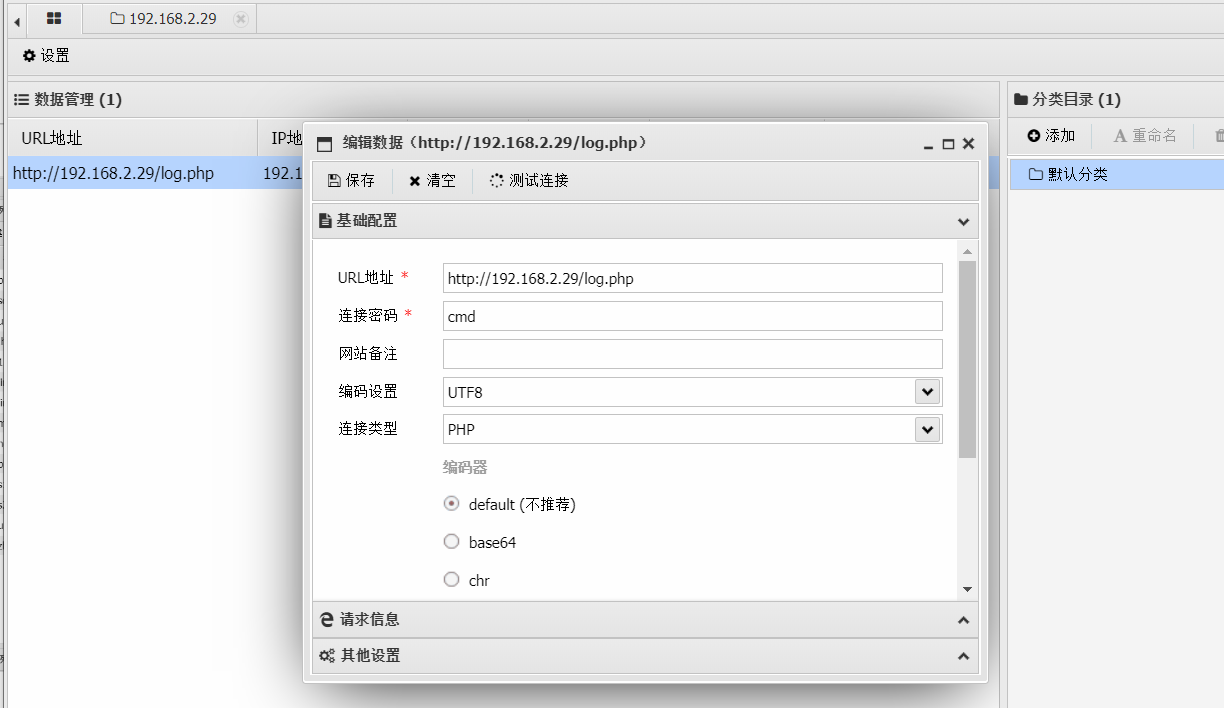 192.168.2.29
设置
数据管理 (1)
分类目录 (1)
URL地址
IP地
添加
重命名
http://192.168.2.29/log.php
192.1
默认分类
编辑数据（http://192.168.2.29/log.php）
保存
清空
测试连接
基础配置
URL地址 *
http://192.168.2.29/log.php
连接密码 *
cmd
网站备注
编码设置
UTF8
连接类型
PHP
编码器
default (不推荐)
base64
chr
请求信息
其他设置